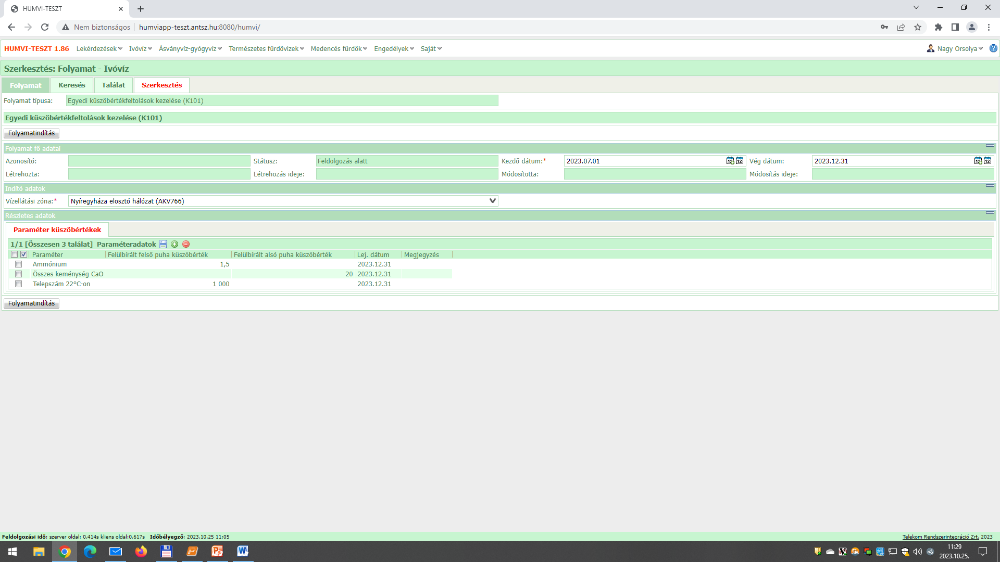 HUMVI-TESZT
Nem biztonságos humviapp-teszt.antsz.hu:8080/humvi/
HUMVI-TESZT 1.86 Lekérdezések Ivóvíz Ásványvíz-gyógyvíz Természetes fürdővizek Medencés fürdők Engedélyek Saját Nagy Orsolya
Szerkesztés: Folyamat - Ivóvíz
Folyamat Keresés Találat Szerkesztés
Folyamat típusa: Egyedi küszöbértékfeltolások kezelése (K101)
Egyedi küszöbértékfeltolások kezelése (K101)
Folyamatindítás
Folyamat fő adatai
Azonosító: Státusz: Feldolgozás alatt Kezdő dátum:* 2023.07.01 Vég dátum: 2023.12.31
Létrehozta: Létrehozás ideje: Módosította: Módosítás ideje:
Indító adatok
Vízellátási zóna:* Nyíregyháza elosztó hálózat (AKV766)
Részletes adatok
Paraméter küszöbértékek
1/1 [Összesen 3 találat] Paraméteradatok
Paraméter Felülbírált felső puha küszöbérték Felülbírált alsó puha küszöbérték Lej. dátum Megjegyzés
Ammónium 1,5 2023.12.31
Összes keménység CaO 20 2023.12.31
Telepszám 22°C-on 1 000 2023.12.31
Folyamatindítás
Feldolgozási idő: szerver oldal: 0,414s kliens oldal:0,617s Időbélyegző: 2023.10.25 11:05 Telekom Rendszerintegráció Zrt. 2023
11:29
2023.10.25.